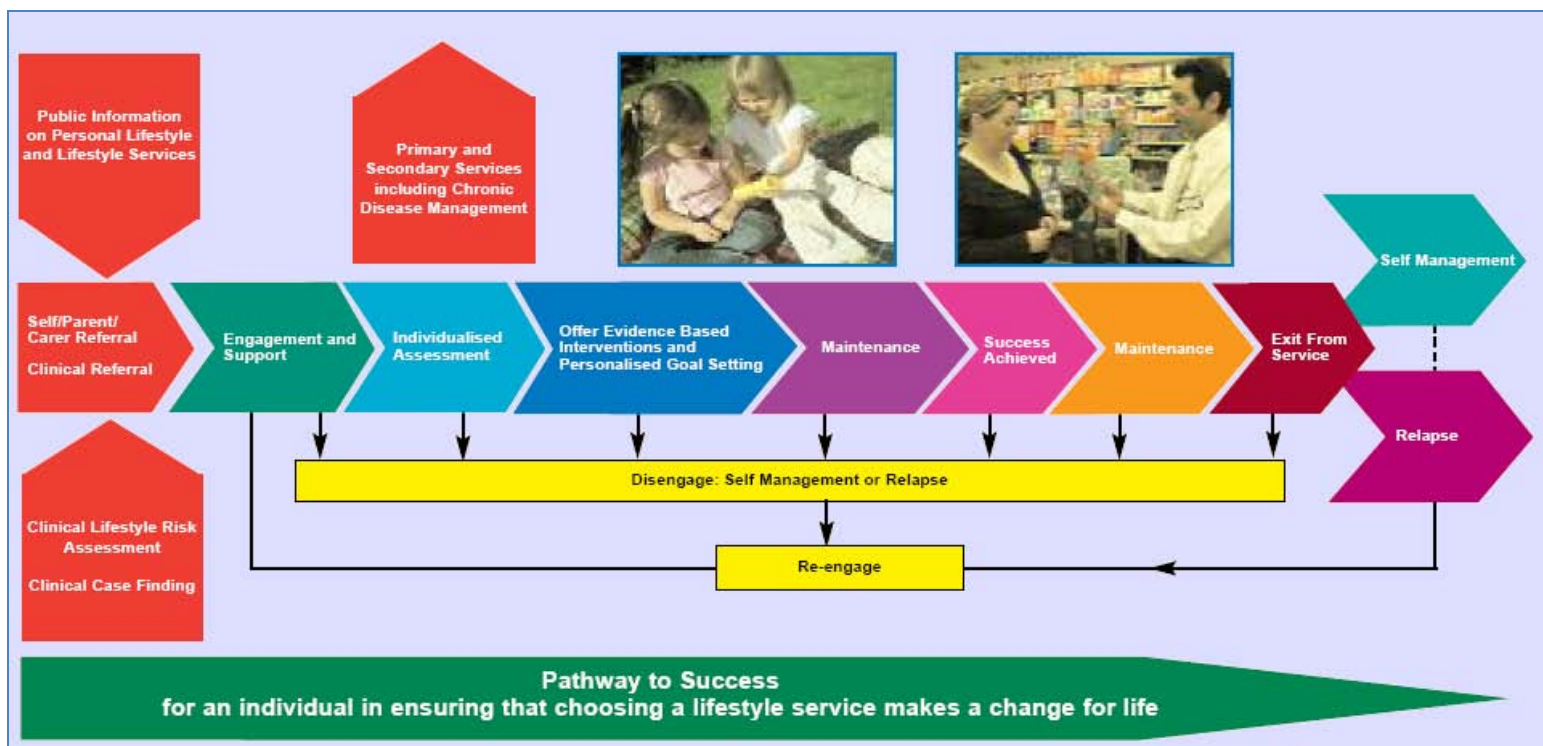 Public Information
on Personal Lifestyle
and Lifestyle Services
Primary and
Secondary Services
including Chronic
Disease Management
Self/Parent/
Carer Referral
Clinical Referral
Engagement and
Support
Individualised
Assessment
Offer Evidence Based
Interventions and
Personalised Goal Setting
Maintenance
Success
Achieved
Maintenance
Exit From
Service
Self Management
Relapse
Disengage: Self Management or Relapse
Re-engage
Clinical Lifestyle Risk
Assessment
Clinical Case Finding
Pathway to Success
for an individual in ensuring that choosing a lifestyle service makes a change for life